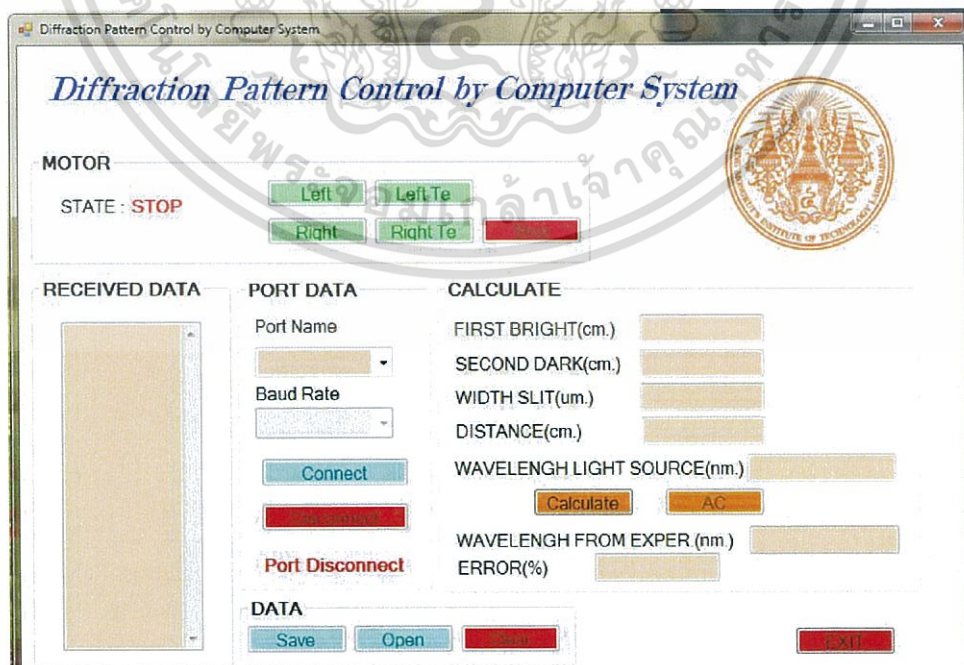 Diffraction Pattern Control by Computer System
Diffraction Pattern Control by Computer System
MOTOR
STATE : STOP
Left
Left Te
Right
Right Te
RECEIVED DATA
PORT DATA
Port Name
Baud Rate
Connect
Port Disconnect
CALCULATE
FIRST BRIGHT(cm.)
SECOND DARK(cm.)
WIDTH SLIT(um.)
DISTANCE(cm.)
WAVELENGH LIGHT SOURCE(nm.)
Calculate
AC
WAVELENGH FROM EXPER.(nm.)
ERROR(%)
DATA
Save
Open
Clear
EXIT